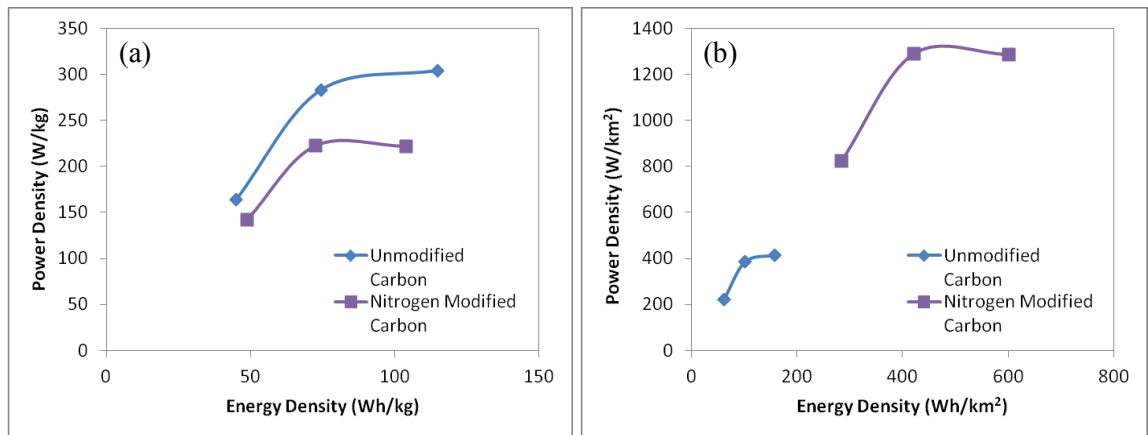 (a)
350
300
250
200
150
100
50
0
Power Density (W/kg)
0 50 100 150
Energy Density (Wh/kg)
Unmodified
Carbon
Nitrogen Modified
Carbon
(b)
1400
1200
1000
800
600
400
200
0
Power Density (W/km²)
0 200 400 600 800
Energy Density (Wh/km²)
Unmodified
Carbon
Nitrogen Modified
Carbon